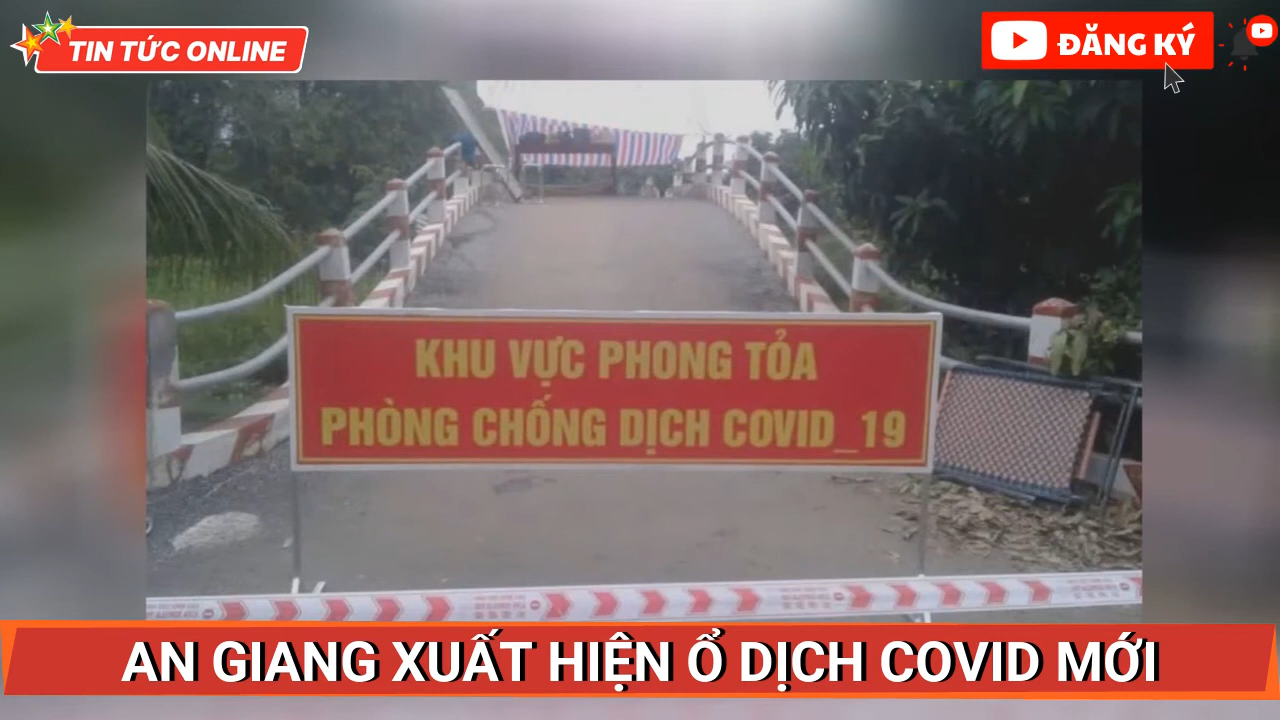 TIN TỨC ONLINE
ĐĂNG KÝ
KHU VỰC PHONG TỎA
PHÒNG CHỐNG DỊCH COVID_19
AN GIANG XUẤT HIỆN Ổ DỊCH COVID MỚI